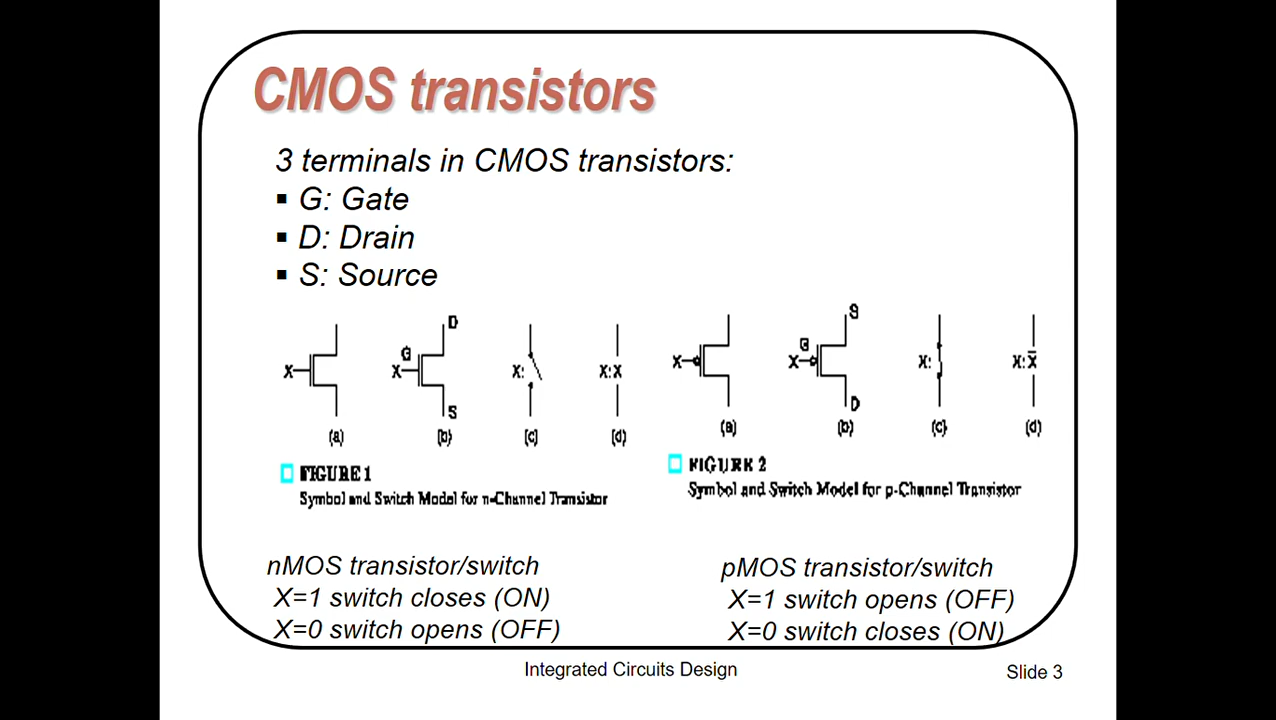 CMOS transistors
3 terminals in CMOS transistors:
▪ G: Gate
▪ D: Drain
▪ S: Source
X
(a)
D
G
X
S
(b)
X:
(c)
X:X
(d)
FIGURE 1
Symbol and Switch Model for n-Channel Transistor
X
(a)
S
G
X
D
(b)
X:
(c)
X:X̅
(d)
FIGURE 2
Symbol and Switch Model for p-Channel Transistor
nMOS transistor/switch
X=1 switch closes (ON)
X=0 switch opens (OFF)
pMOS transistor/switch
X=1 switch opens (OFF)
X=0 switch closes (ON)
Integrated Circuits Design
Slide 3